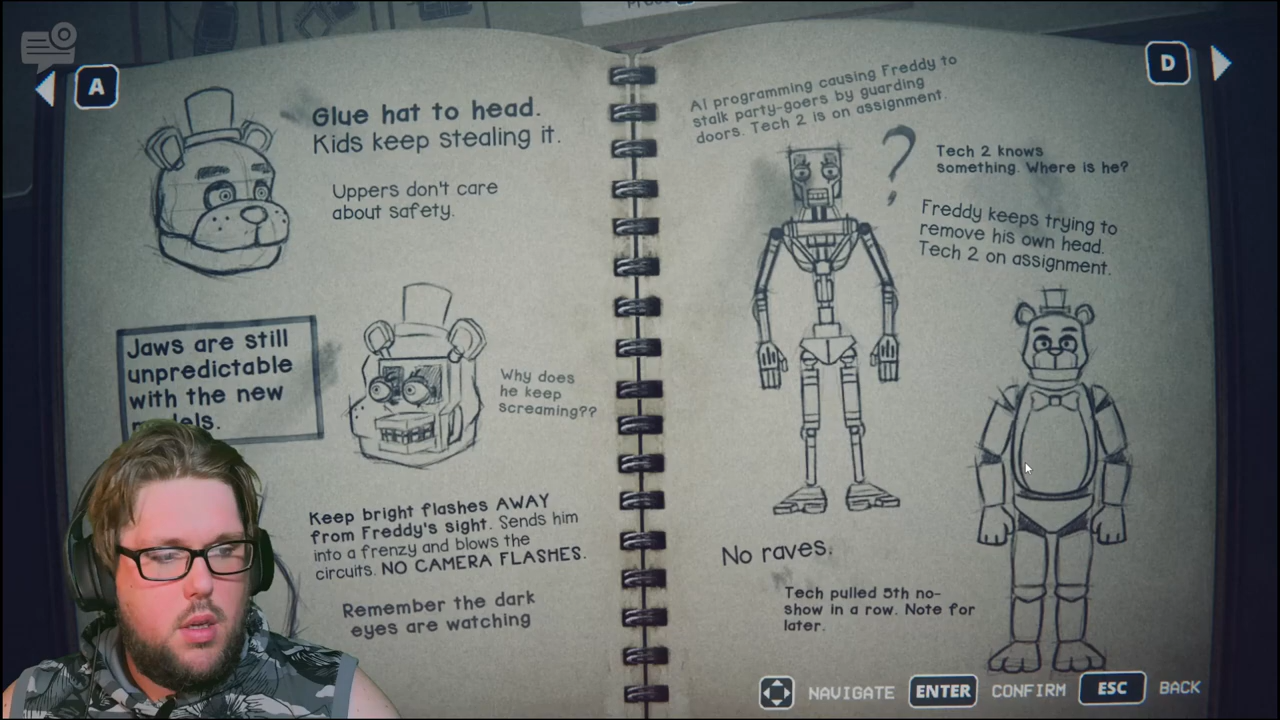 A
D
Glue hat to head.
Kids keep stealing it.
Uppers don't care
about safety.
Jaws are still
unpredictable
with the new
Why does
he keep
screaming??
Keep bright flashes AWAY
from Freddy's sight. Sends him
into a frenzy and blows the
circuits. NO CAMERA FLASHES.
Remember the dark
eyes are watching
AI programming causing Freddy to
stalk party-goers by guarding
doors. Tech 2 is on assignment.
?
Tech 2 knows
something. Where is he?
Freddy keeps trying to
remove his own head.
Tech 2 on assignment.
No raves.
Tech pulled 5th no-
show in a row. Note for
later.
NAVIGATE ENTER CONFIRM ESC BACK